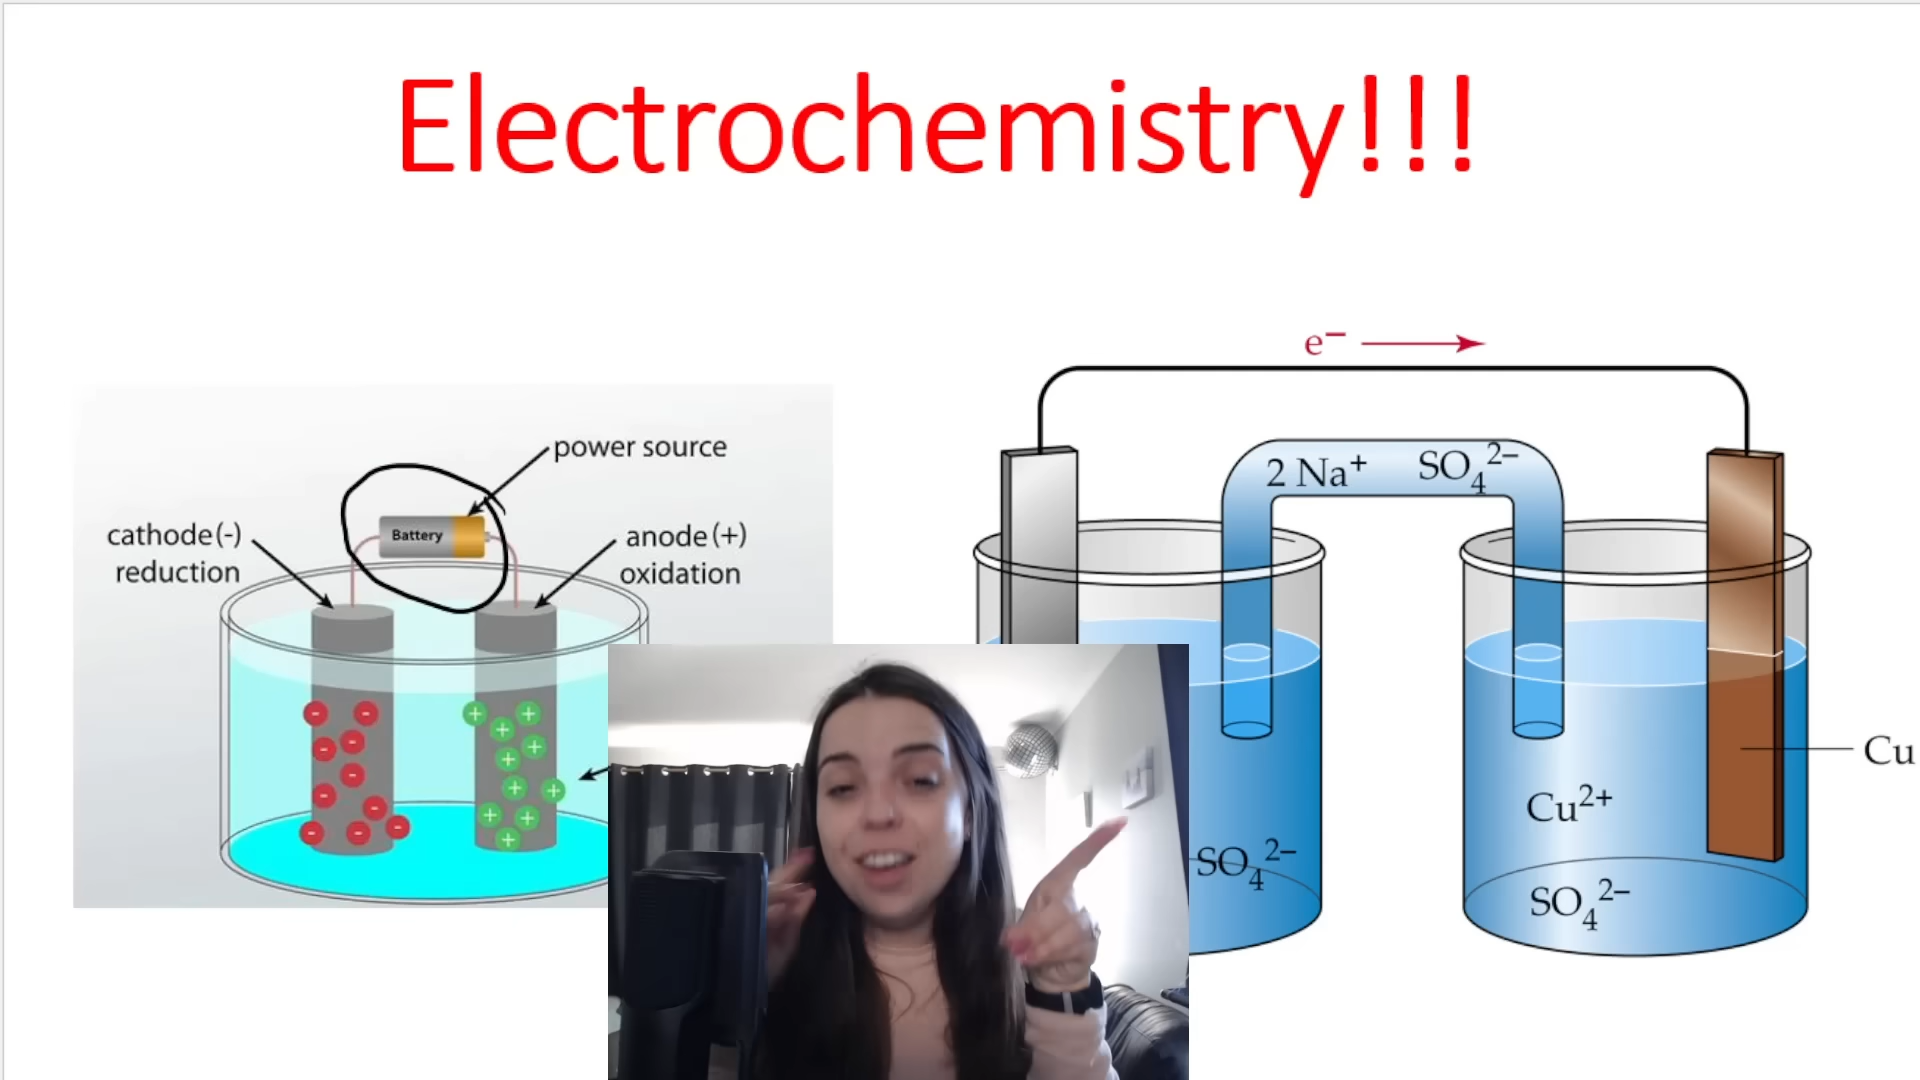 Electrochemistry!!!
power source
Battery
cathode (-)
reduction
anode (+)
oxidation
e⁻
2 Na⁺ SO₄²⁻
Cu
Cu²⁺
SO₄²⁻
SO₄²⁻